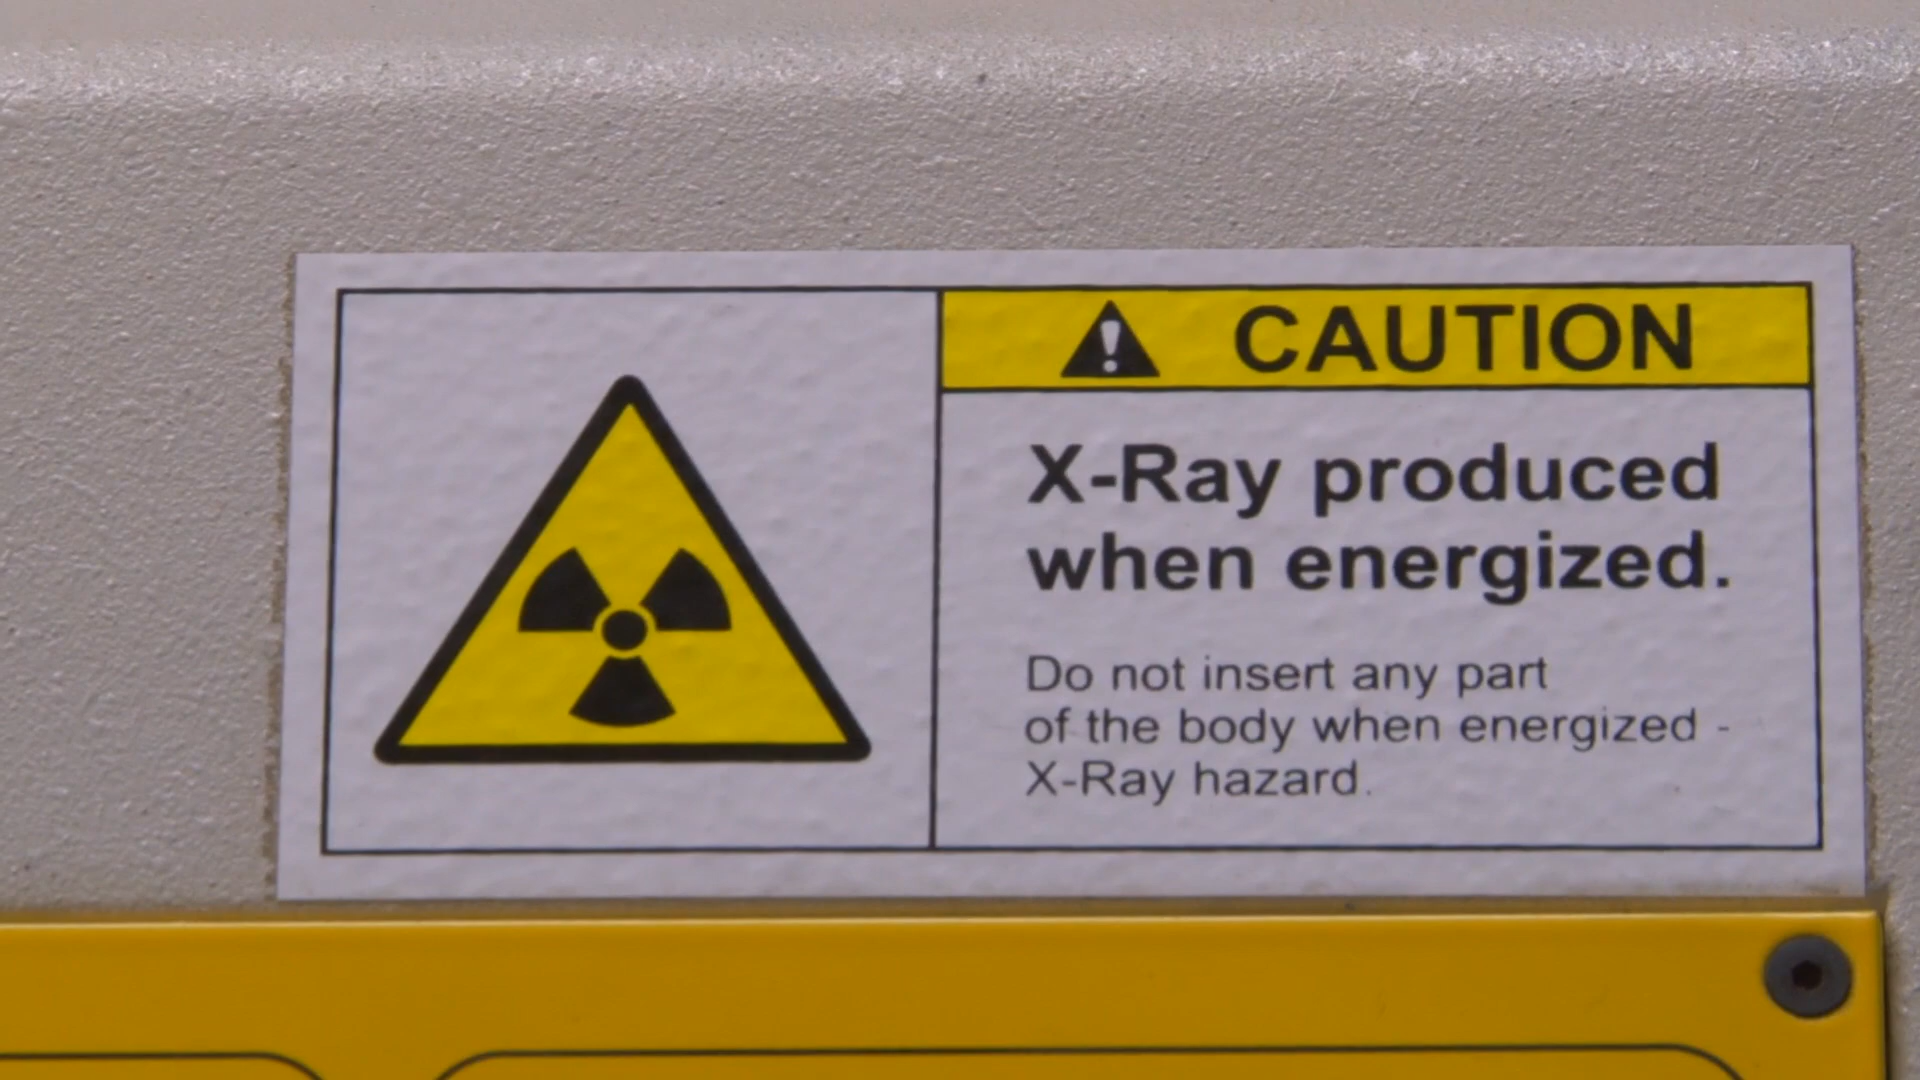 CAUTION
X-Ray produced
when energized.
Do not insert any part
of the body when energized -
X-Ray hazard.